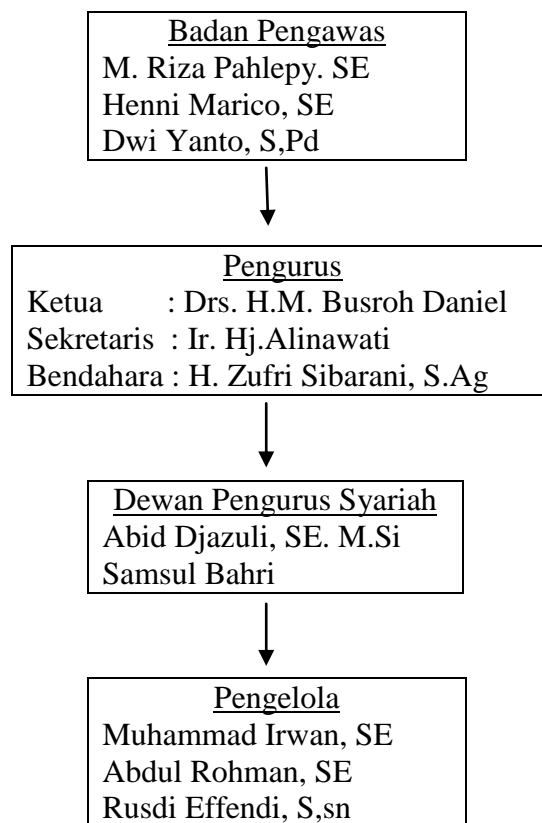 Badan Pengawas
M. Riza Pahlepy. SE
Henni Marico, SE
Dwi Yanto, S,Pd
Pengurus
Ketua : Drs. H.M. Busroh Daniel
Sekretaris : Ir. Hj.Alinawati
Bendahara : H. Zufri Sibarani, S.Ag
Dewan Pengurus Syariah
Abid Djazuli, SE. M.Si
Samsul Bahri
Pengelola
Muhammad Irwan, SE
Abdul Rohman, SE
Rusdi Effendi, S,sn